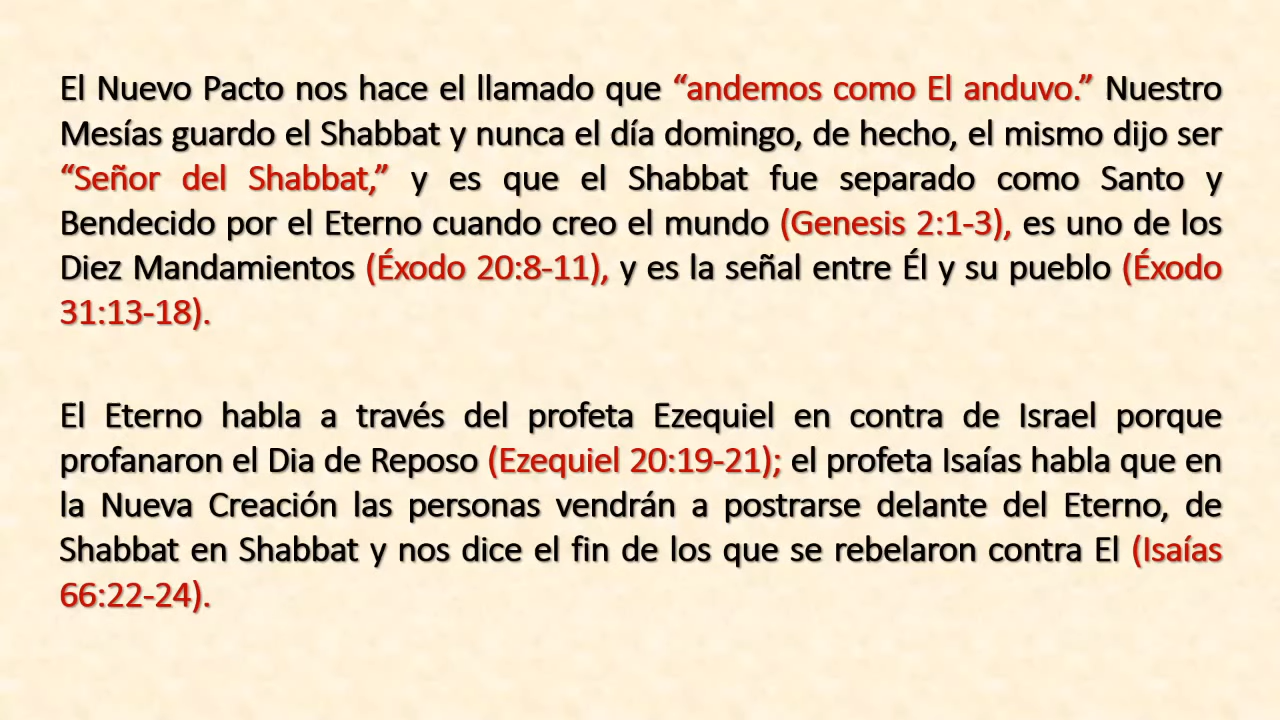 El Nuevo Pacto nos hace el llamado que “andemos como El anduvo.” Nuestro
Mesías guardo el Shabbat y nunca el día domingo, de hecho, el mismo dijo ser
“Señor del Shabbat,” y es que el Shabbat fue separado como Santo y
Bendecido por el Eterno cuando creo el mundo (Genesis 2:1-3), es uno de los
Diez Mandamientos (Éxodo 20:8-11), y es la señal entre Él y su pueblo (Éxodo
31:13-18).
El Eterno habla a través del profeta Ezequiel en contra de Israel porque
profanaron el Dia de Reposo (Ezequiel 20:19-21); el profeta Isaías habla que en
la Nueva Creación las personas vendrán a postrarse delante del Eterno, de
Shabbat en Shabbat y nos dice el fin de los que se rebelaron contra El (Isaías
66:22-24).